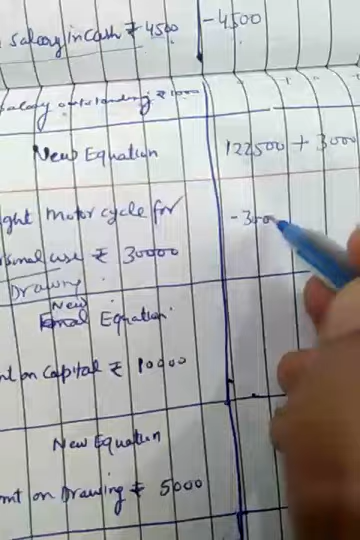 salary in cash ₹ 4500 -4500
salary outstanding ₹ 1000
New Equation 122500 + 3000
ght Motor cycle for -300
sonal use ₹ 30000
Drawing
New
Equation
nt on Capital ₹ 10000
New Equation
nt on Drawing ₹ 5000